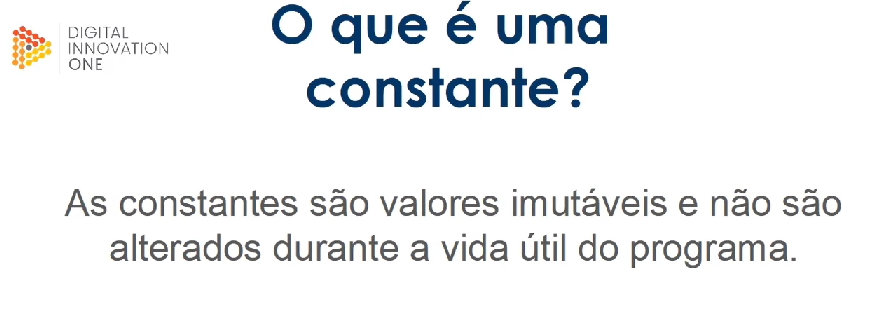 DIGITAL
INNOVATION
ONE
O que é uma
constante?
As constantes são valores imutáveis e não são
alterados durante a vida útil do programa.